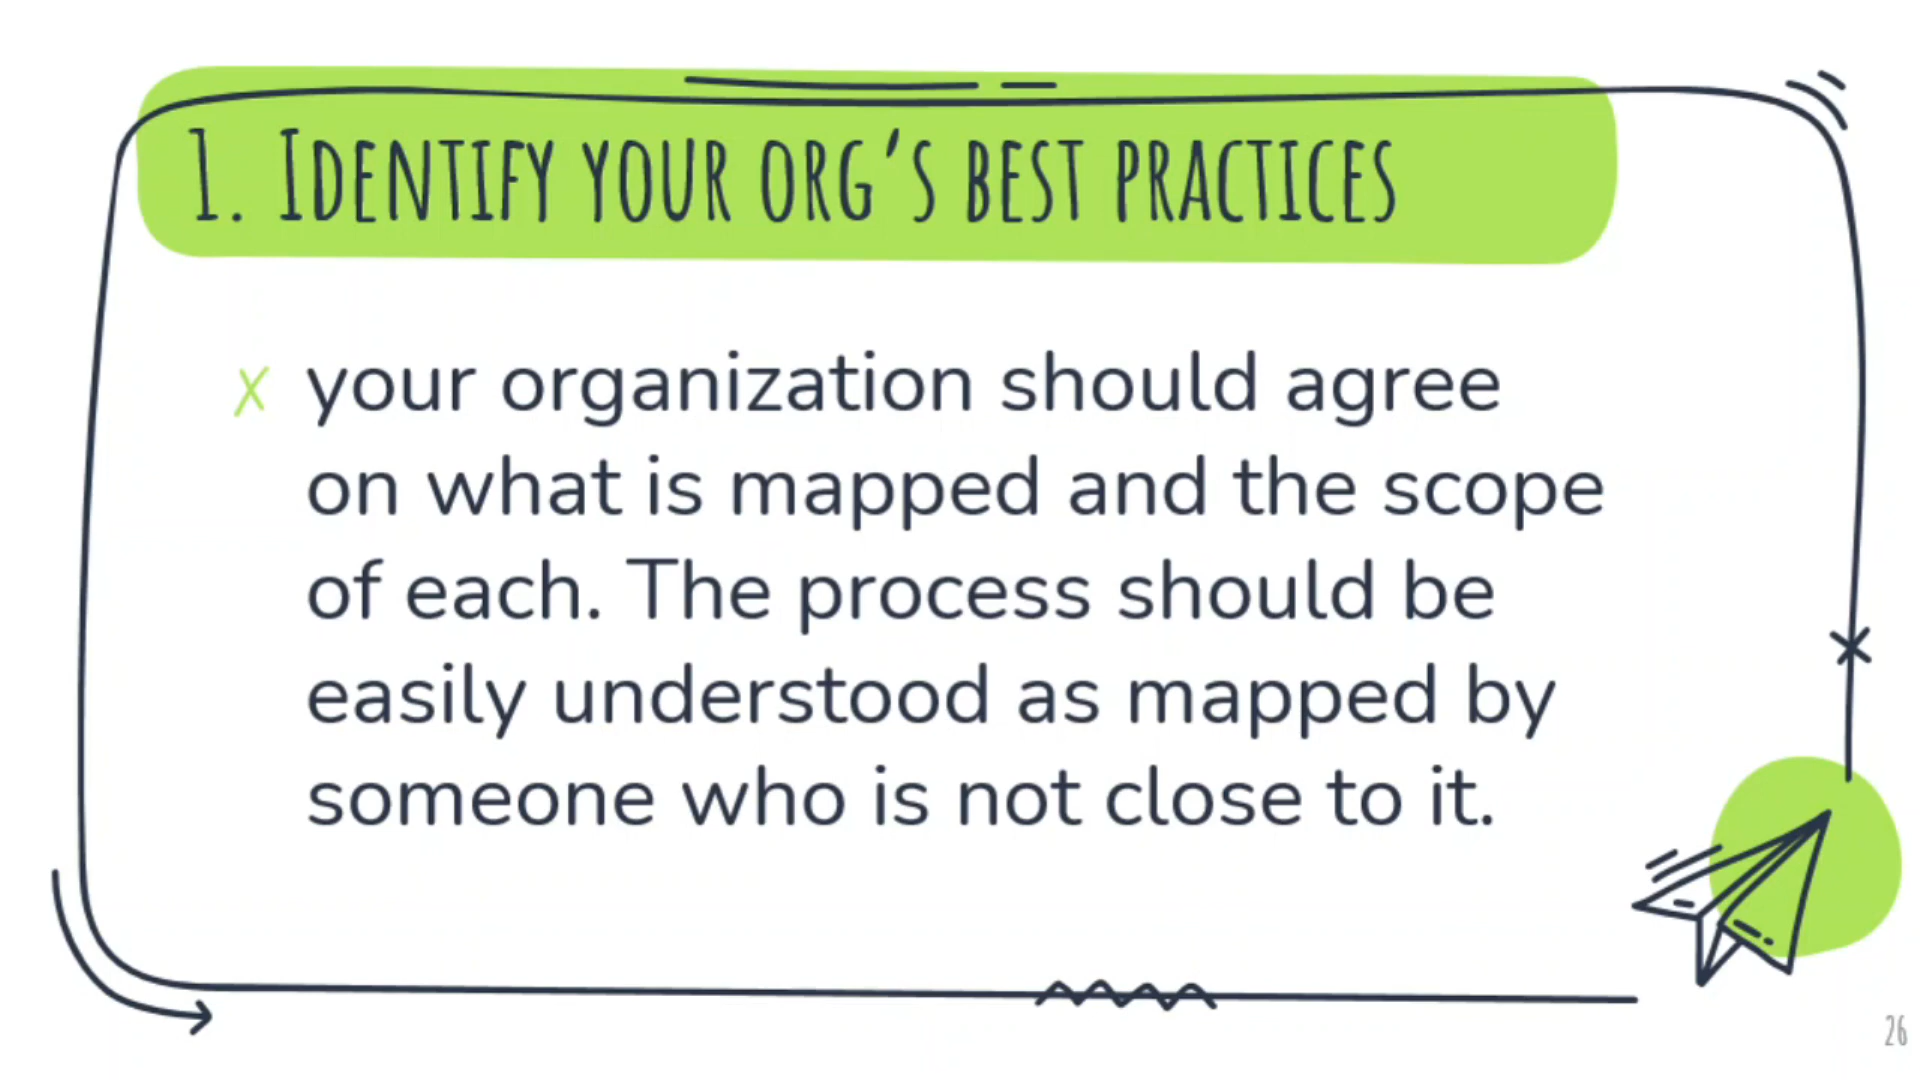 1. Identify your org’s best practices
x your organization should agree
on what is mapped and the scope
of each. The process should be
easily understood as mapped by
someone who is not close to it.
26